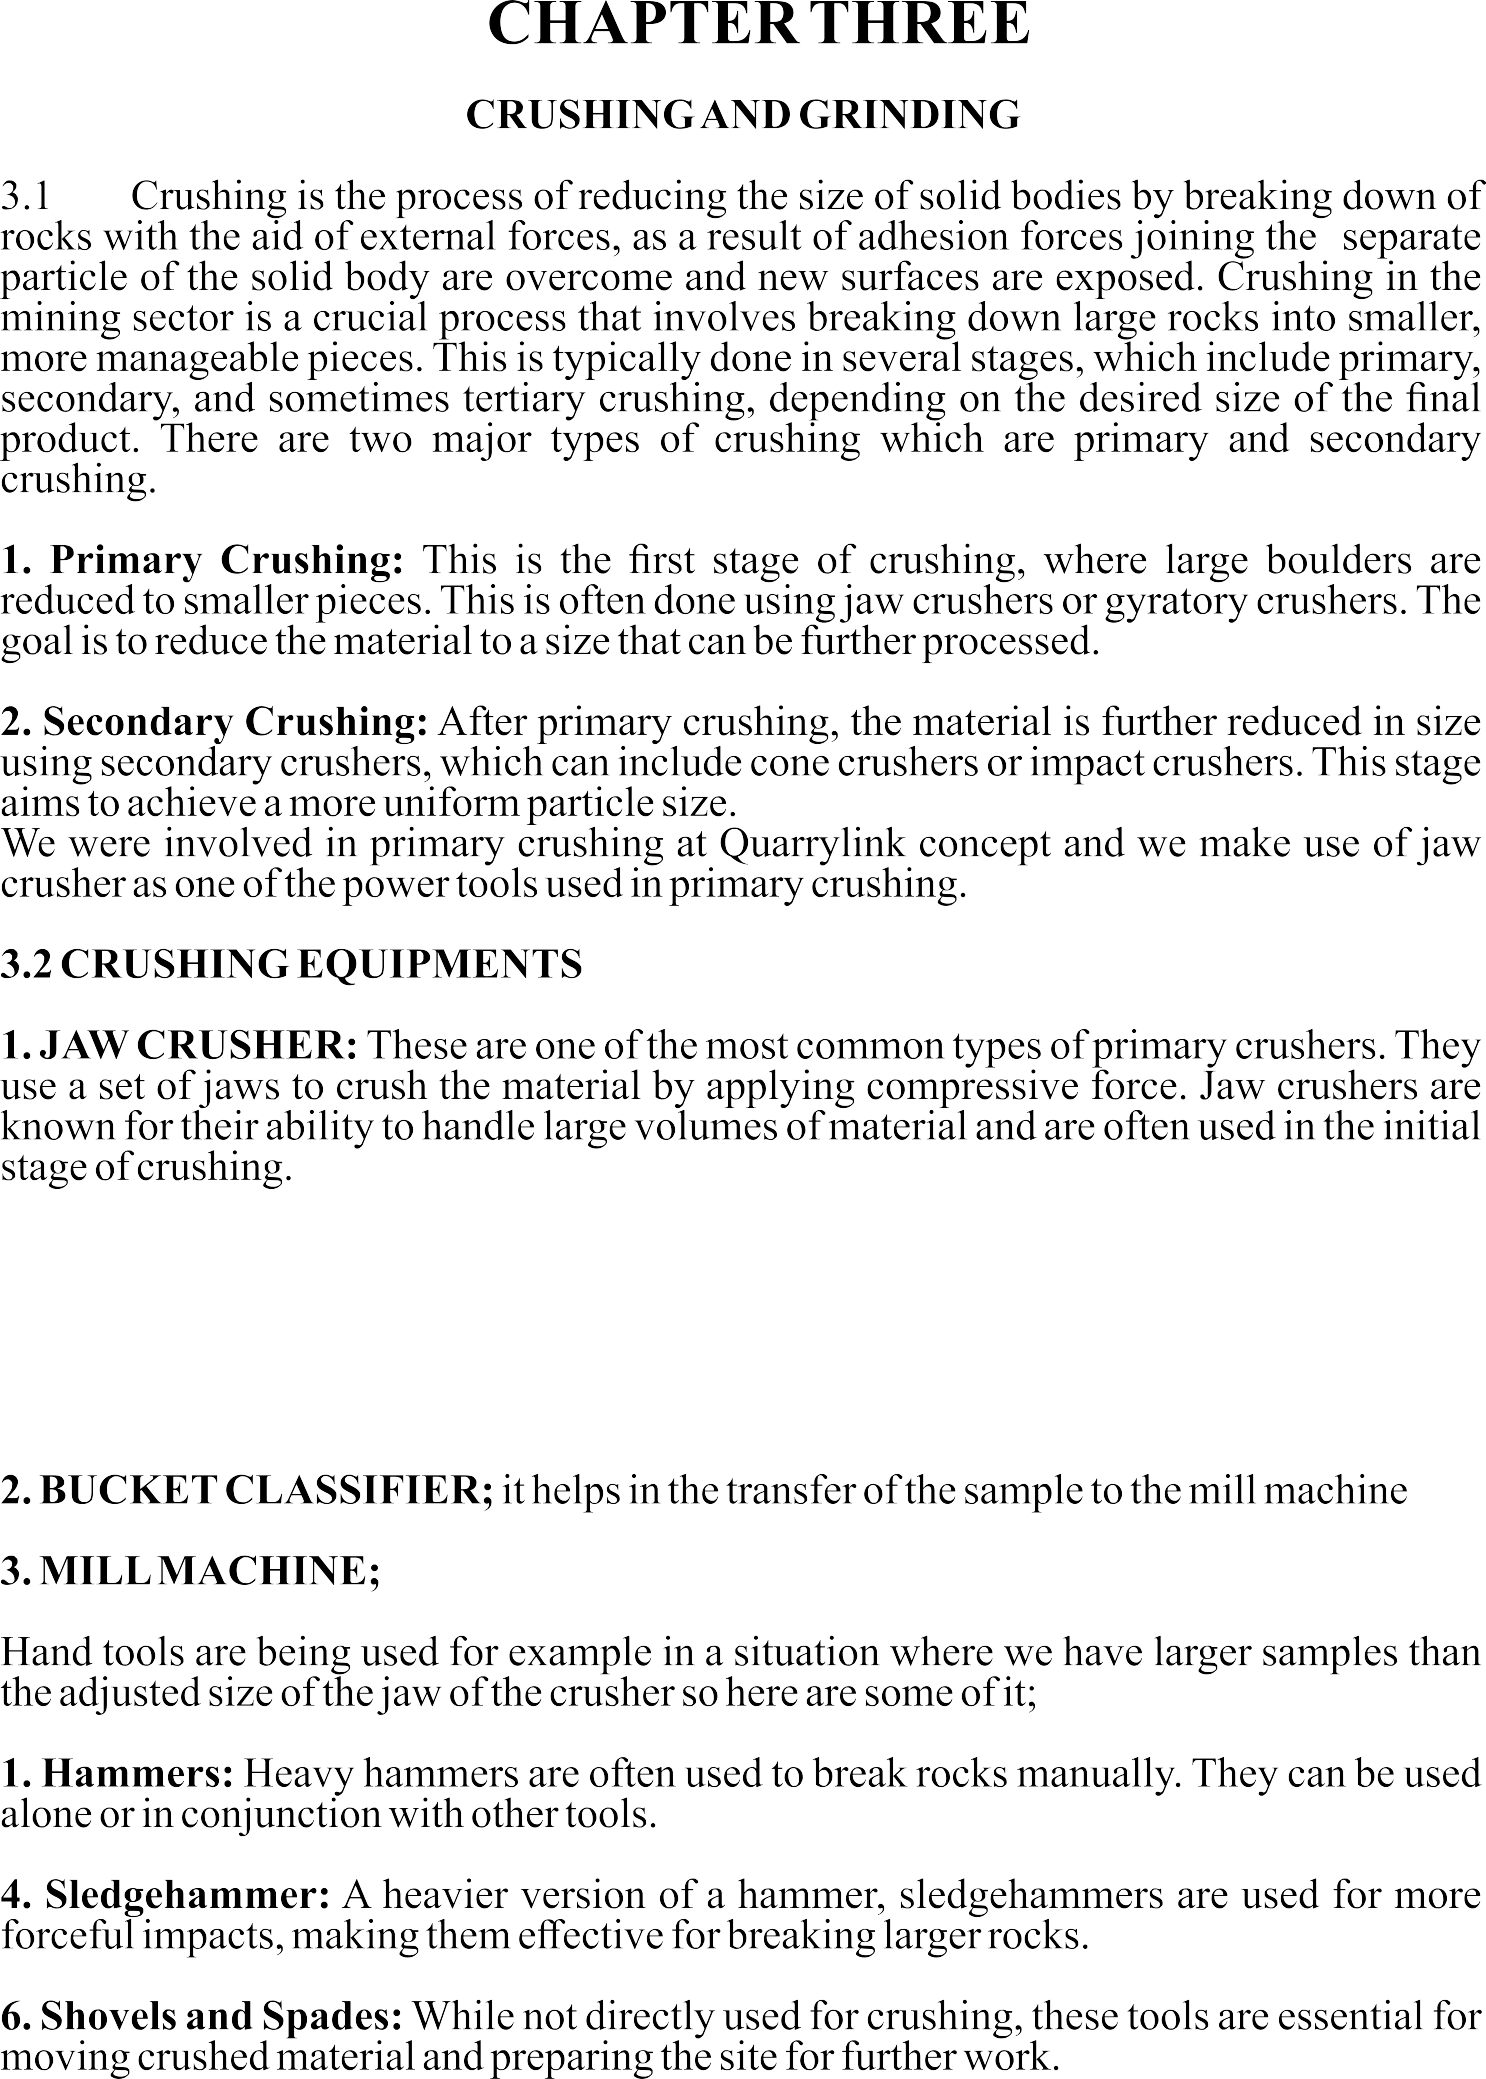 CHAPTER THREE
CRUSHING AND GRINDING
3.1 Crushing is the process of reducing the size of solid bodies by breaking down of
rocks with the aid of external forces, as a result of adhesion forces joining the separate
particle of the solid body are overcome and new surfaces are exposed. Crushing in the
mining sector is a crucial process that involves breaking down large rocks into smaller,
more manageable pieces. This is typically done in several stages, which include primary,
secondary, and sometimes tertiary crushing, depending on the desired size of the final
product. There are two major types of crushing which are primary and secondary
crushing.
1. Primary Crushing: This is the first stage of crushing, where large boulders are
reduced to smaller pieces. This is often done using jaw crushers or gyratory crushers. The
goal is to reduce the material to a size that can be further processed.
2. Secondary Crushing: After primary crushing, the material is further reduced in size
using secondary crushers, which can include cone crushers or impact crushers. This stage
aims to achieve a more uniform particle size.
We were involved in primary crushing at Quarrylink concept and we make use of jaw
crusher as one of the power tools used in primary crushing.
3.2 CRUSHING EQUIPMENTS
1. JAW CRUSHER: These are one of the most common types of primary crushers. They
use a set of jaws to crush the material by applying compressive force. Jaw crushers are
known for their ability to handle large volumes of material and are often used in the initial
stage of crushing.
2. BUCKET CLASSIFIER; it helps in the transfer of the sample to the mill machine
3. MILL MACHINE;
Hand tools are being used for example in a situation where we have larger samples than
the adjusted size of the jaw of the crusher so here are some of it;
1. Hammers: Heavy hammers are often used to break rocks manually. They can be used
alone or in conjunction with other tools.
4. Sledgehammer: A heavier version of a hammer, sledgehammers are used for more
forceful impacts, making them effective for breaking larger rocks.
6. Shovels and Spades: While not directly used for crushing, these tools are essential for
moving crushed material and preparing the site for further work.